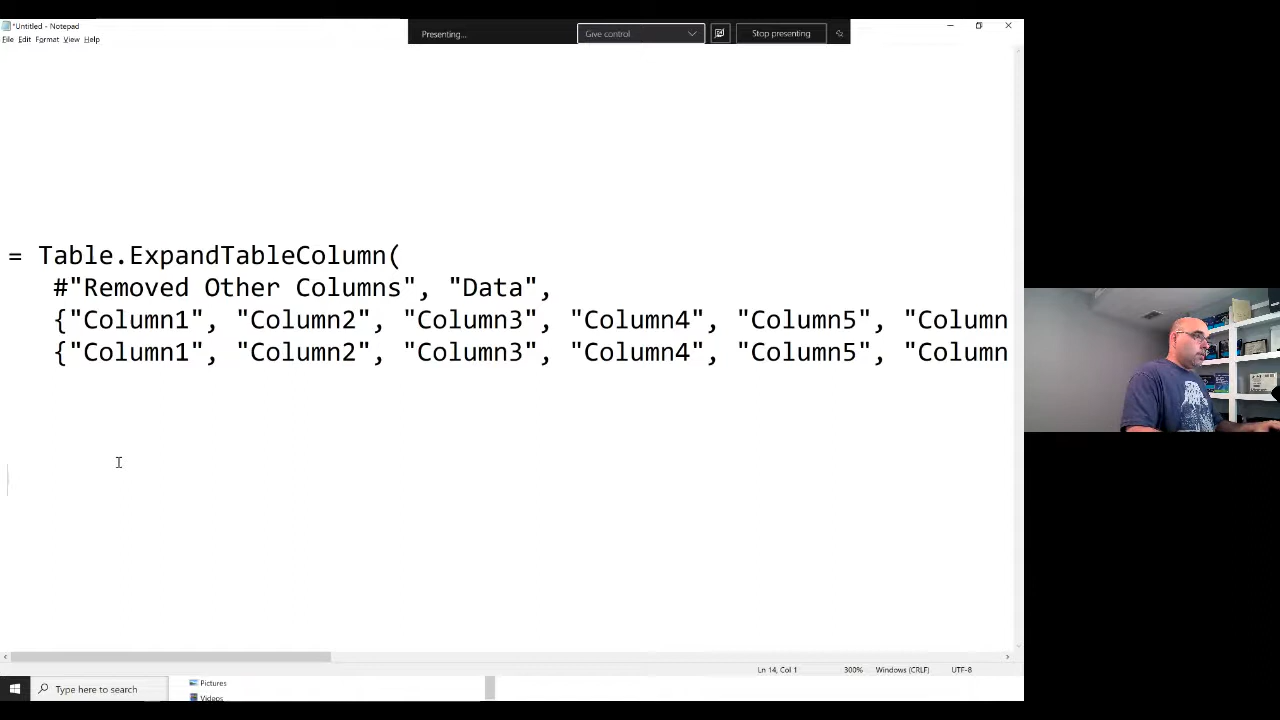 *Untitled - Notepad
File Edit Format View Help
Presenting...
Give control
Stop presenting
= Table.ExpandTableColumn(
#"Removed Other Columns", "Data",
{"Column1", "Column2", "Column3", "Column4", "Column5", "Column
{"Column1", "Column2", "Column3", "Column4", "Column5", "Column
Ln 14, Col 1
300%
Windows (CRLF)
UTF-8
Type here to search
Pictures
Videos